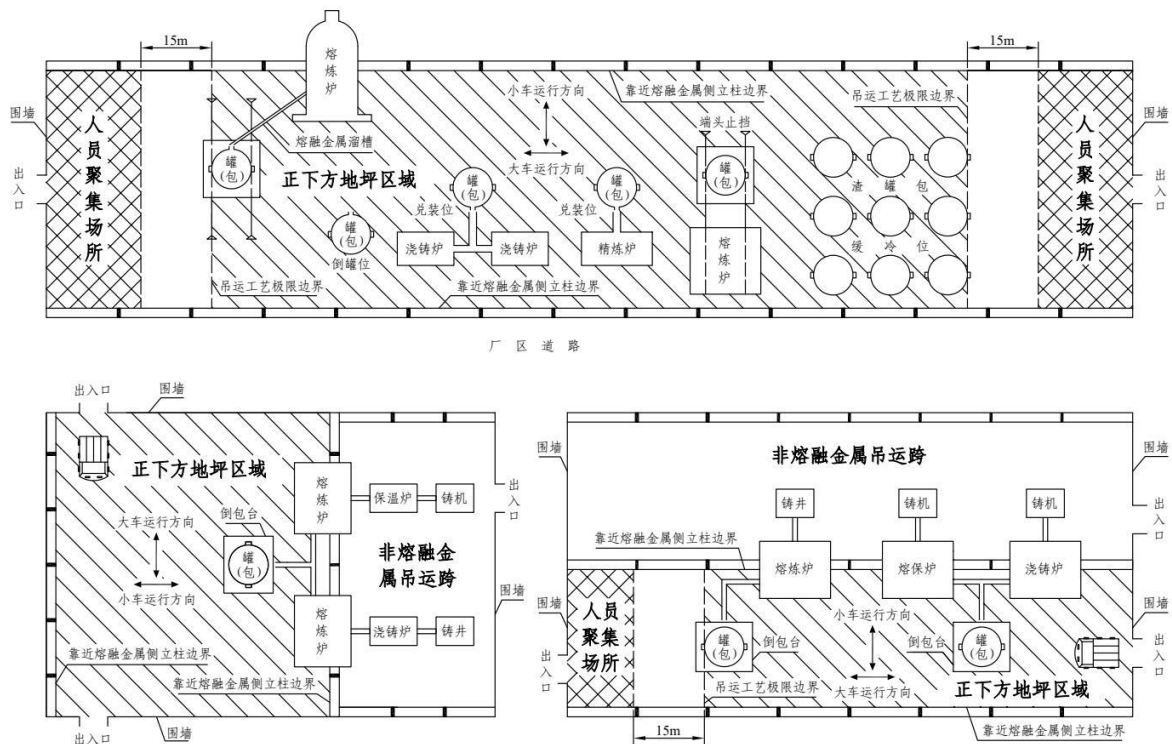 15m
15m
熔炼炉
围墙
出入口
人员聚集场所
小车运行方向
大车运行方向
靠近熔融金属侧立柱边界
吊运工艺极限边界
端头止挡
熔融金属溜槽
罐(包)
正下方地坪区域
罐(包)
兑装位
罐(包)
兑装位
罐(包)
渣罐包
缓冷位
罐(包)
倒罐位
浇铸炉
浇铸炉
精炼炉
熔炼炉
吊运工艺极限边界
靠近熔融金属侧立柱边界
人员聚集场所
围墙
出入口
厂区道路
出入口
围墙
正下方地坪区域
熔炼炉
保温炉
铸机
倒包台
罐(包)
大车运行方向
小车运行方向
非熔融金属吊运跨
出入口
围墙
熔炼炉
浇铸炉
铸井
靠近熔融金属侧立柱边界
靠近熔融金属侧立柱边界
出入口
围墙
非熔融金属吊运跨
围墙
围墙
铸井
铸机
铸机
出入口
靠近熔融金属侧立柱边界
熔炼炉
熔保炉
浇铸炉
围墙
人员聚集场所
出入口
罐(包)
倒包台
小车运行方向
大车运行方向
倒包台
罐(包)
围墙
出入口
吊运工艺极限边界
正下方地坪区域
15m
靠近熔融金属侧立柱边界